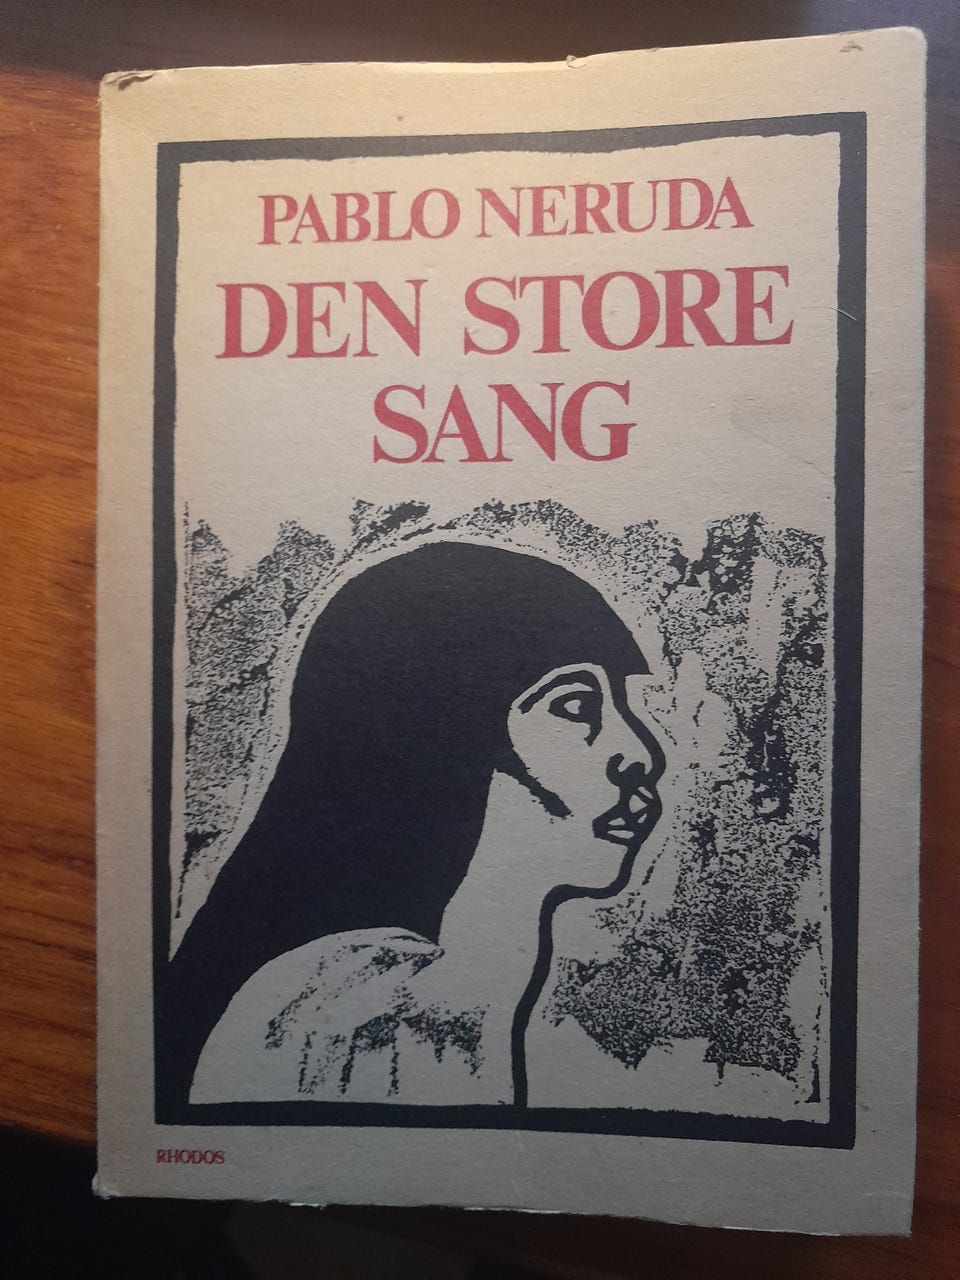 PABLO NERUDA
DEN STORE
SANG
RHODOS